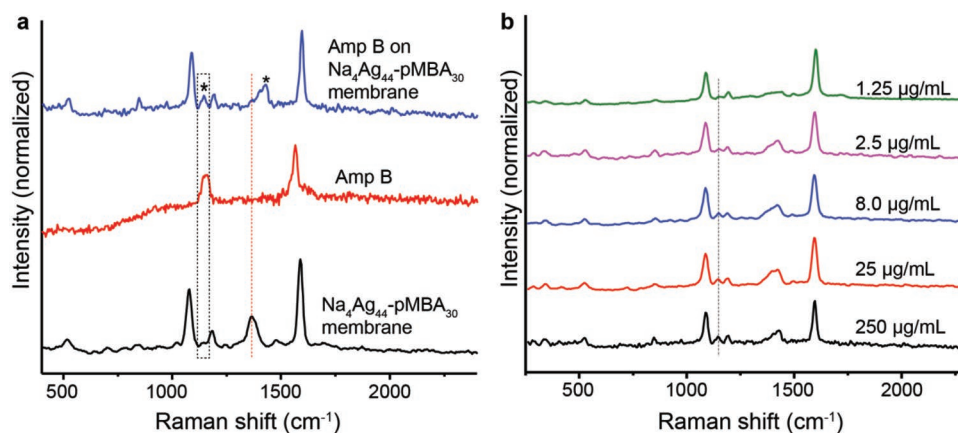 a
Intensity (normalized)
Amp B on
Na₄Ag₄₄-pMBA₃₀
membrane
*
*
Amp B
Na₄Ag₄₄-pMBA₃₀
membrane
500 1000 1500 2000
Raman shift (cm⁻¹)
b
Intensity (normalized)
1.25 µg/mL
2.5 µg/mL
8.0 µg/mL
25 µg/mL
250 µg/mL
500 1000 1500 2000
Raman shift (cm⁻¹)